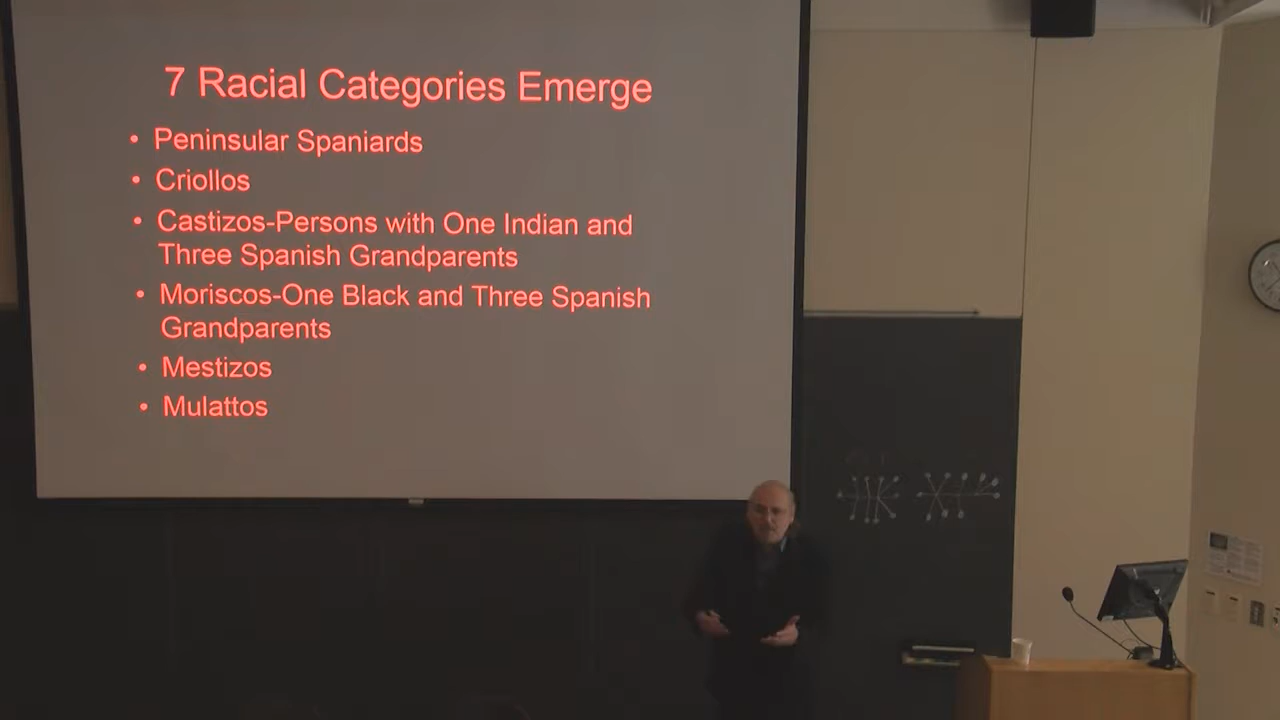 7 Racial Categories Emerge
• Peninsular Spaniards
• Criollos
• Castizos-Persons with One Indian and
Three Spanish Grandparents
• Moriscos-One Black and Three Spanish
Grandparents
• Mestizos
• Mulattos